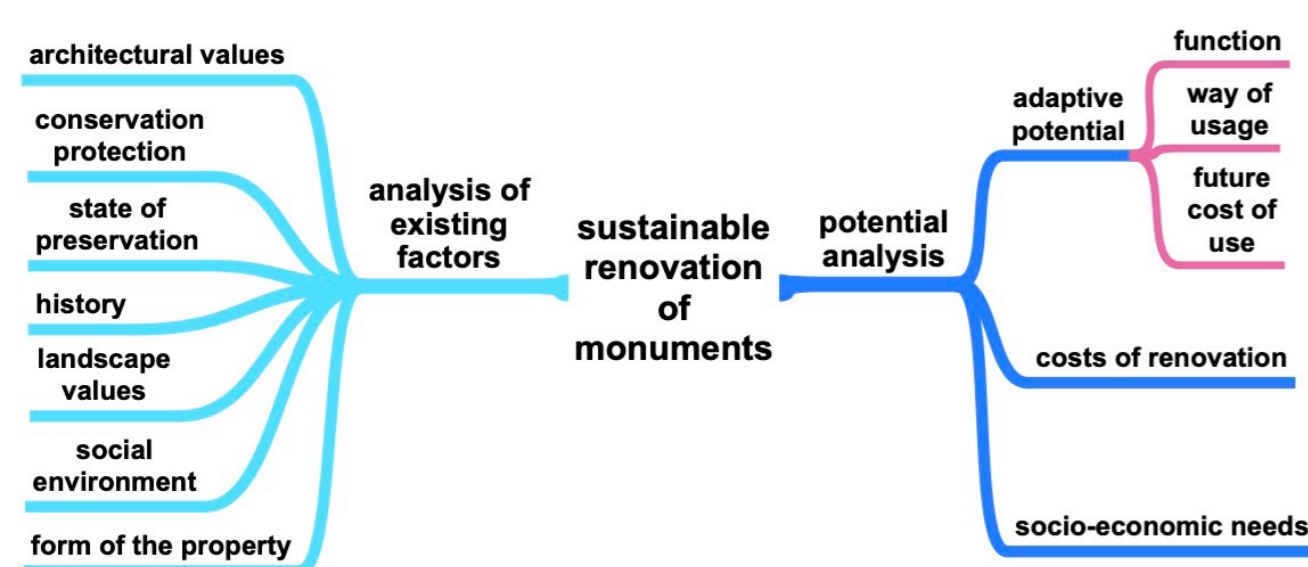 architectural values
conservation
protection
state of
preservation
history
landscape
values
social
environment
form of the property
analysis of
existing
factors
sustainable
renovation
of
monuments
potential
analysis
adaptive
potential
function
way of
usage
future
cost of
use
costs of renovation
socio-economic needs